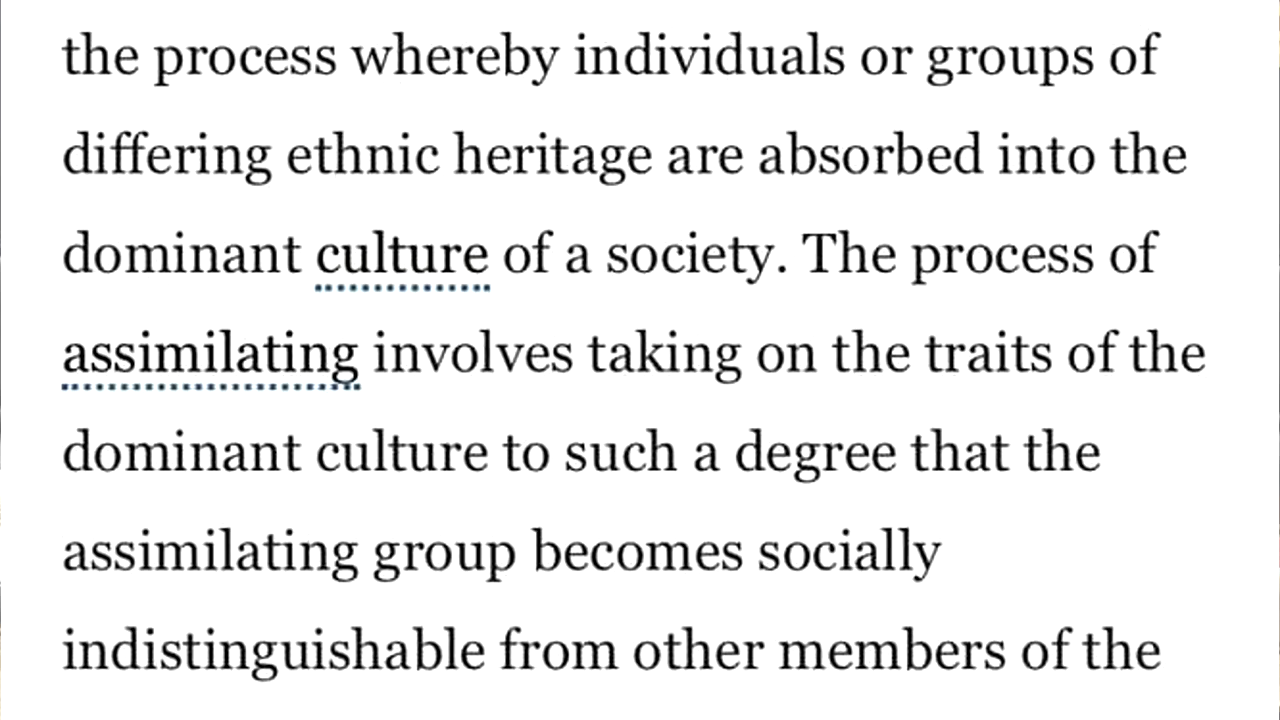 the process whereby individuals or groups of
differing ethnic heritage are absorbed into the
dominant culture of a society. The process of
assimilating involves taking on the traits of the
dominant culture to such a degree that the
assimilating group becomes socially
indistinguishable from other members of the